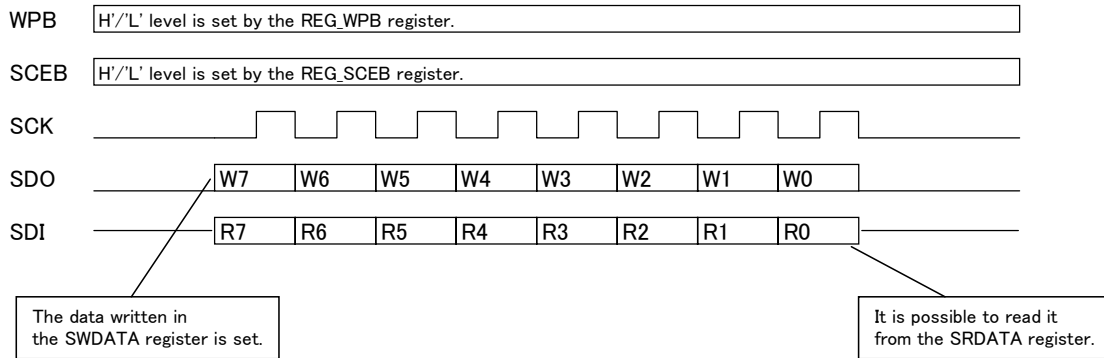 WPB H'/'L' level is set by the REG_WPB register.
SCEB H'/'L' level is set by the REG_SCEB register.
SCK
SDO W7 W6 W5 W4 W3 W2 W1 W0
SDI R7 R6 R5 R4 R3 R2 R1 R0
The data written in
the SWDATA register is set.
It is possible to read it
from the SRDATA register.